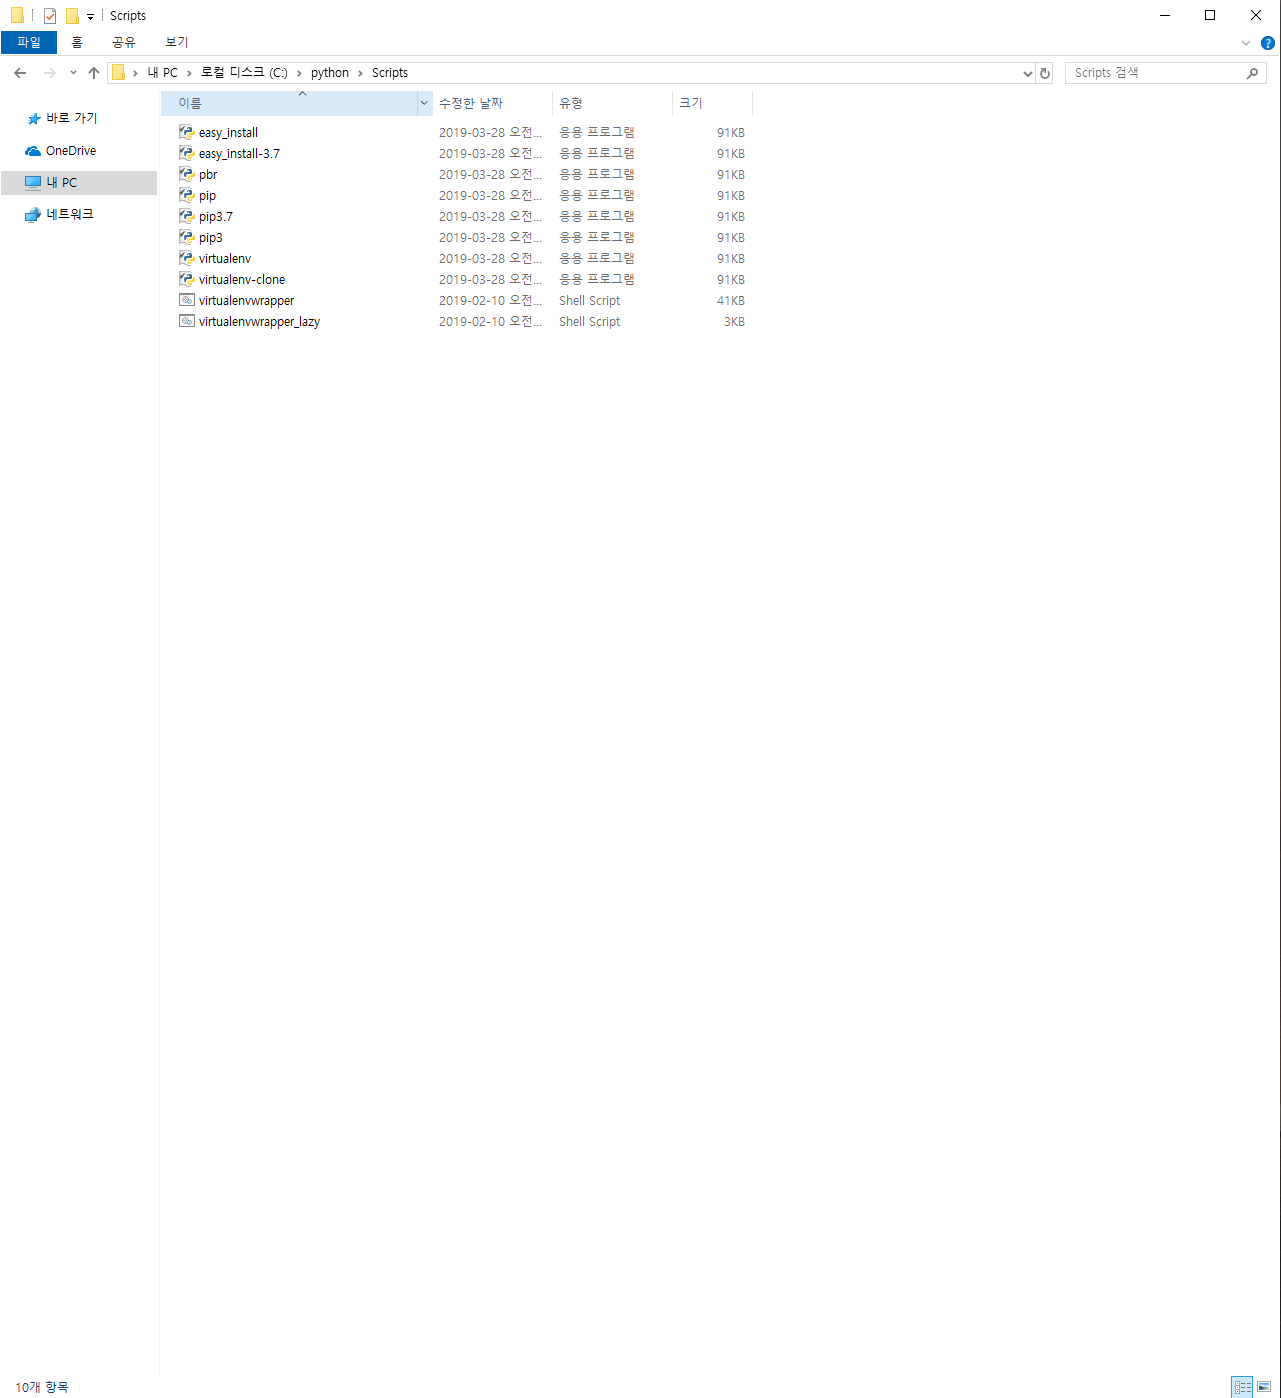 Scripts
파일 홈 공유 보기
내 PC 로컬 디스크 (C:) python Scripts Scripts 검색
이름 수정한 날짜 유형 크기
바로 가기
OneDrive
내 PC
네트워크
easy_install 2019-03-28 오전... 응용 프로그램 91KB
easy_install-3.7 2019-03-28 오전... 응용 프로그램 91KB
pbr 2019-03-28 오전... 응용 프로그램 91KB
pip 2019-03-28 오전... 응용 프로그램 91KB
pip3.7 2019-03-28 오전... 응용 프로그램 91KB
pip3 2019-03-28 오전... 응용 프로그램 91KB
virtualenv 2019-03-28 오전... 응용 프로그램 91KB
virtualenv-clone 2019-03-28 오전... 응용 프로그램 91KB
virtualenvwrapper 2019-02-10 오전... Shell Script 41KB
virtualenvwrapper_lazy 2019-02-10 오전... Shell Script 3KB
10개 항목